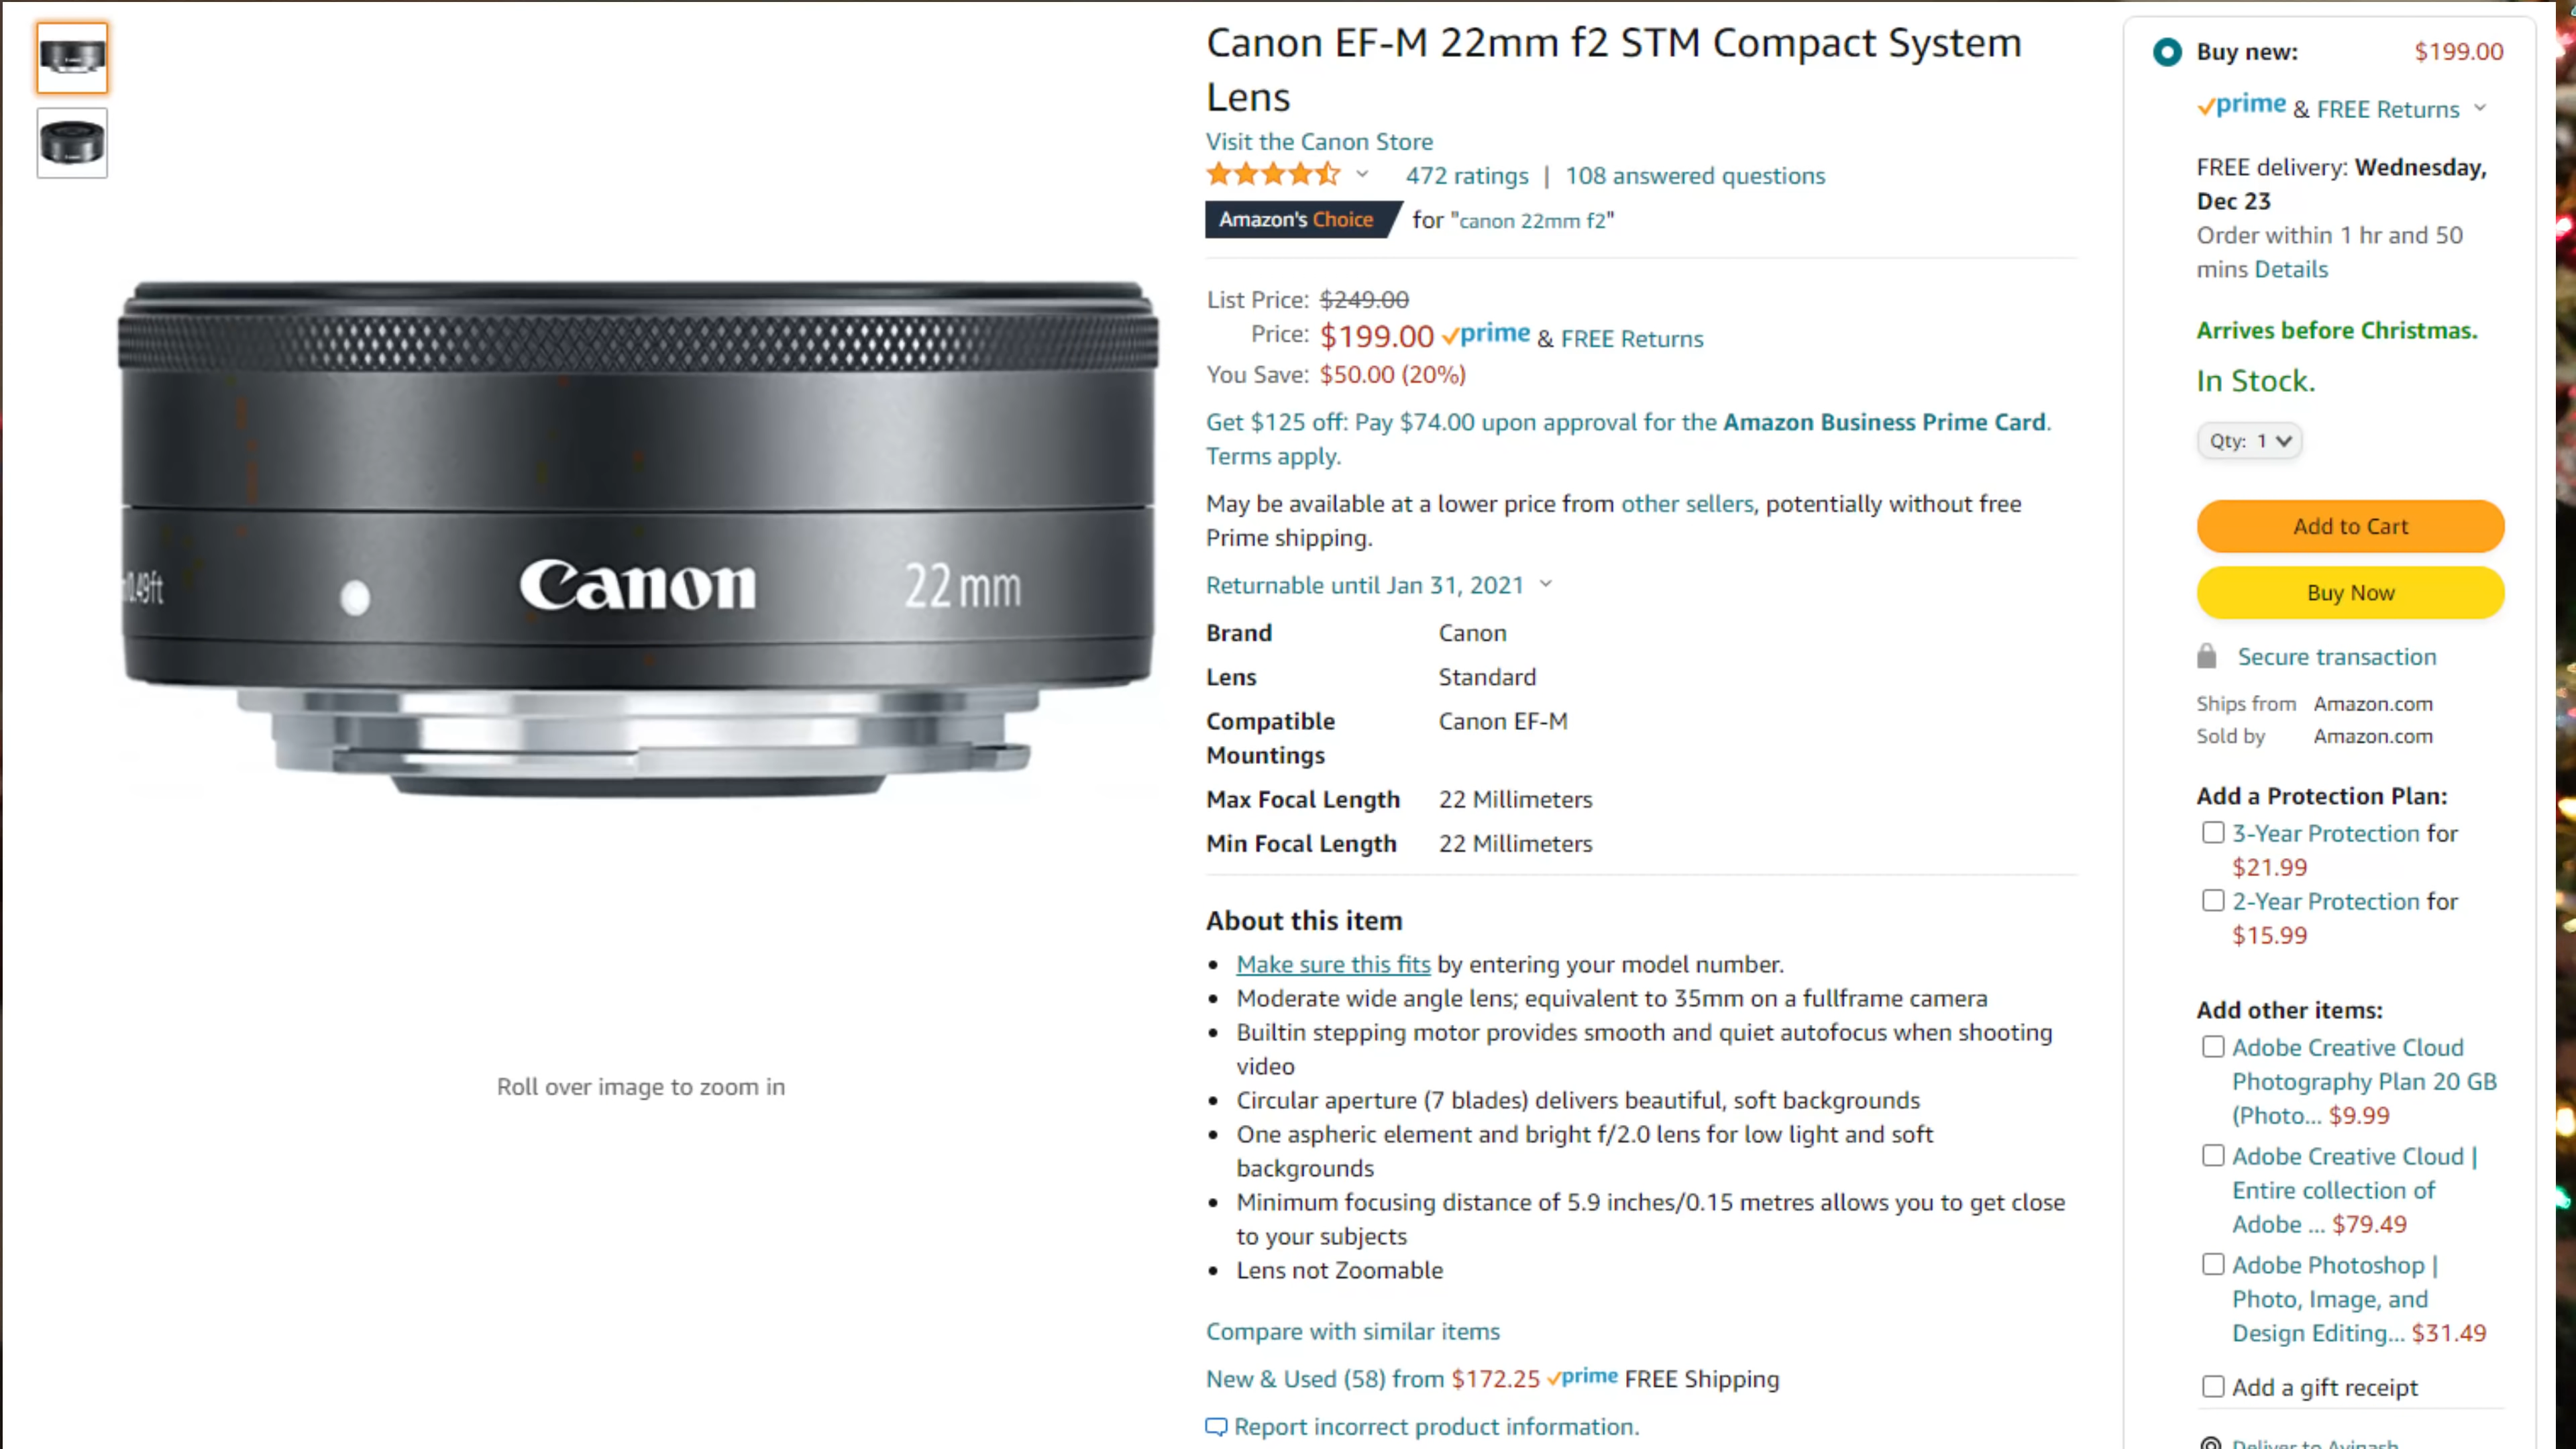 0.49ft
Canon
22mm
Roll over image to zoom in
Canon EF-M 22mm f2 STM Compact System
Lens
Visit the Canon Store
472 ratings | 108 answered questions
Amazon's Choice for "canon 22mm f2"
List Price: $249.00
Price: $199.00 prime & FREE Returns
You Save: $50.00 (20%)
Get $125 off: Pay $74.00 upon approval for the Amazon Business Prime Card.
Terms apply.
May be available at a lower price from other sellers, potentially without free
Prime shipping.
Returnable until Jan 31, 2021
Brand Canon
Lens Standard
Compatible Canon EF-M
Mountings
Max Focal Length 22 Millimeters
Min Focal Length 22 Millimeters
About this item
• Make sure this fits by entering your model number.
• Moderate wide angle lens; equivalent to 35mm on a fullframe camera
• Builtin stepping motor provides smooth and quiet autofocus when shooting
video
• Circular aperture (7 blades) delivers beautiful, soft backgrounds
• One aspheric element and bright f/2.0 lens for low light and soft
backgrounds
• Minimum focusing distance of 5.9 inches/0.15 metres allows you to get close
to your subjects
• Lens not Zoomable
Compare with similar items
New & Used (58) from $172.25 prime FREE Shipping
Report incorrect product information.
Buy new: $199.00
prime & FREE Returns
FREE delivery: Wednesday,
Dec 23
Order within 1 hr and 50
mins Details
Arrives before Christmas.
In Stock.
Qty: 1
Add to Cart
Buy Now
Secure transaction
Ships from Amazon.com
Sold by Amazon.com
Add a Protection Plan:
3-Year Protection for
$21.99
2-Year Protection for
$15.99
Add other items:
Adobe Creative Cloud
Photography Plan 20 GB
(Photo... $9.99
Adobe Creative Cloud |
Entire collection of
Adobe ... $79.49
Adobe Photoshop |
Photo, Image, and
Design Editing... $31.49
Add a gift receipt
Deliver to Avinash